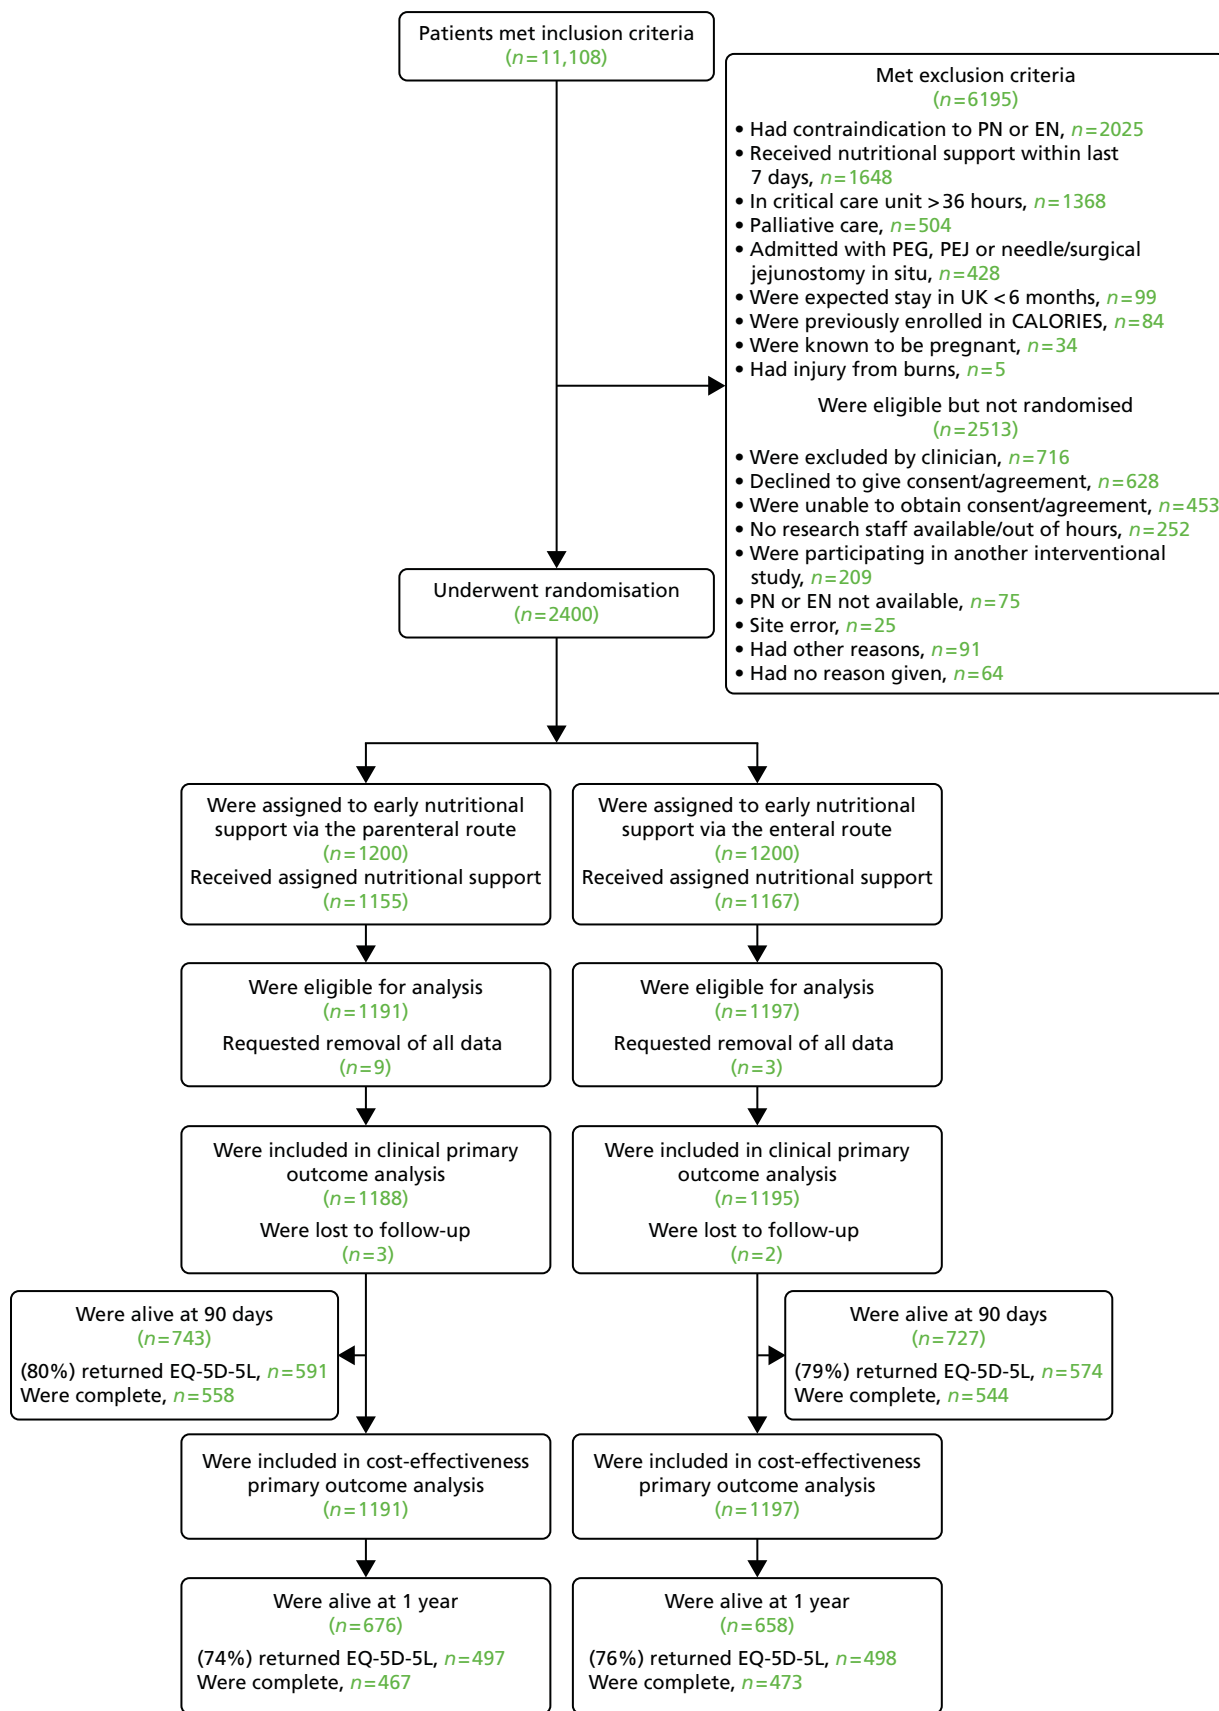 Patients met inclusion criteria
(n=11,108)
Met exclusion criteria
(n=6195)
• Had contraindication to PN or EN, n=2025
• Received nutritional support within last
7 days, n=1648
• In critical care unit >36 hours, n=1368
• Palliative care, n=504
• Admitted with PEG, PEJ or needle/surgical
jejunostomy in situ, n=428
• Were expected stay in UK <6 months, n=99
• Were previously enrolled in CALORIES, n=84
• Were known to be pregnant, n=34
• Had injury from burns, n=5
Were eligible but not randomised
(n=2513)
• Were excluded by clinician, n=716
• Declined to give consent/agreement, n=628
• Were unable to obtain consent/agreement, n=453
• No research staff available/out of hours, n=252
• Were participating in another interventional
study, n=209
• PN or EN not available, n=75
• Site error, n=25
• Had other reasons, n=91
• Had no reason given, n=64
Underwent randomisation
(n=2400)
Were assigned to early nutritional
support via the parenteral route
(n=1200)
Received assigned nutritional support
(n=1155)
Were assigned to early nutritional
support via the enteral route
(n=1200)
Received assigned nutritional support
(n=1167)
Were eligible for analysis
(n=1191)
Requested removal of all data
(n=9)
Were eligible for analysis
(n=1197)
Requested removal of all data
(n=3)
Were included in clinical primary
outcome analysis
(n=1188)
Were lost to follow-up
(n=3)
Were included in clinical primary
outcome analysis
(n=1195)
Were lost to follow-up
(n=2)
Were alive at 90 days
(n=743)
(80%) returned EQ-5D-5L, n=591
Were complete, n=558
Were alive at 90 days
(n=727)
(79%) returned EQ-5D-5L, n=574
Were complete, n=544
Were included in cost-effectiveness
primary outcome analysis
(n=1191)
Were included in cost-effectiveness
primary outcome analysis
(n=1197)
Were alive at 1 year
(n=676)
(74%) returned EQ-5D-5L, n=497
Were complete, n=467
Were alive at 1 year
(n=658)
(76%) returned EQ-5D-5L, n=498
Were complete, n=473